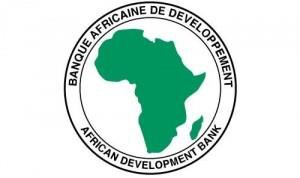 BANQUE AFRICAINE DE DEVELOPPEMENT
AFRICAN DEVELOPMENT BANK